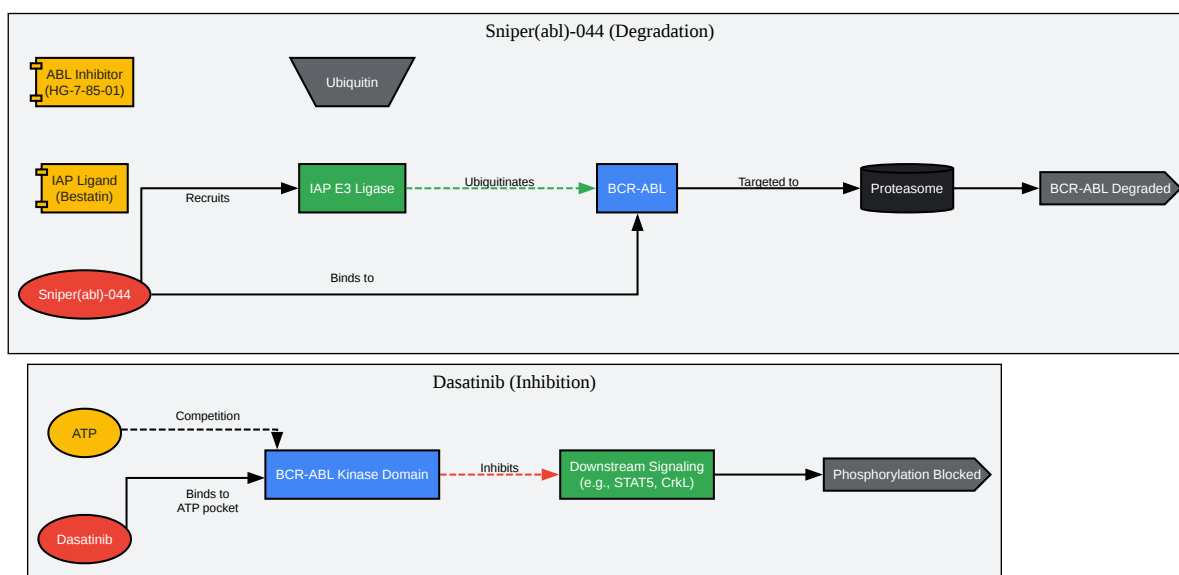 Sniper(abl)-044 (Degradation)
ABL Inhibitor
(HG-7-85-01)
Ubiquitin
IAP Ligand
(Bestatin)
Recruits
IAP E3 Ligase
Ubiquitinates
BCR-ABL
Targeted to
Proteasome
BCR-ABL Degraded
Sniper(abl)-044
Binds to
Dasatinib (Inhibition)
ATP
Competition
BCR-ABL Kinase Domain
Inhibits
Downstream Signaling
(e.g., STAT5, CrkL)
Phosphorylation Blocked
Binds to
ATP pocket
Dasatinib